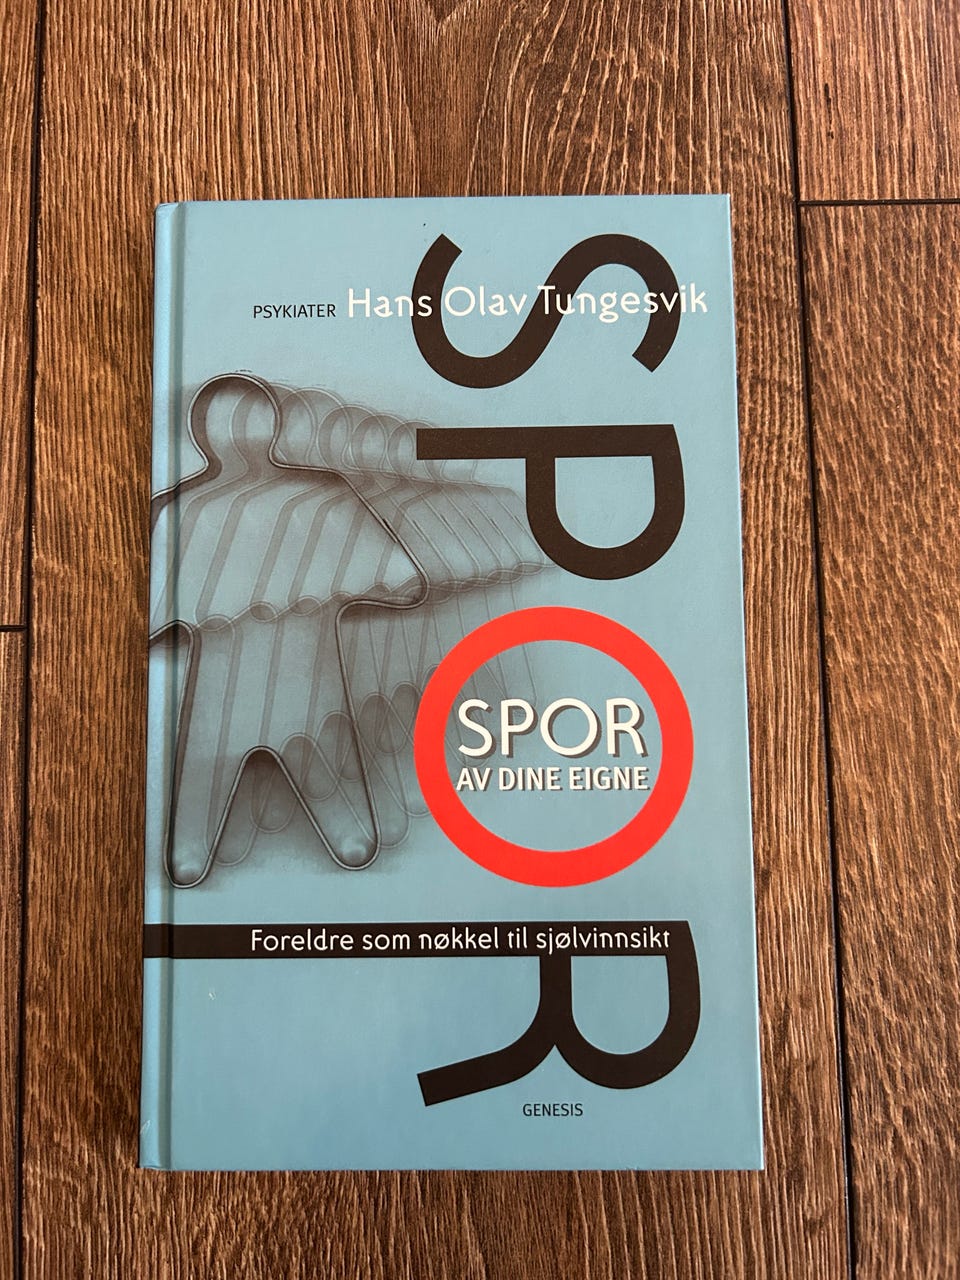 PSYKIATER Hans Olav Tungesvik
SPOR
SPOR
AV DINE EIGNE
Foreldre som nøkkel til sjølvinnsikt
GENESIS